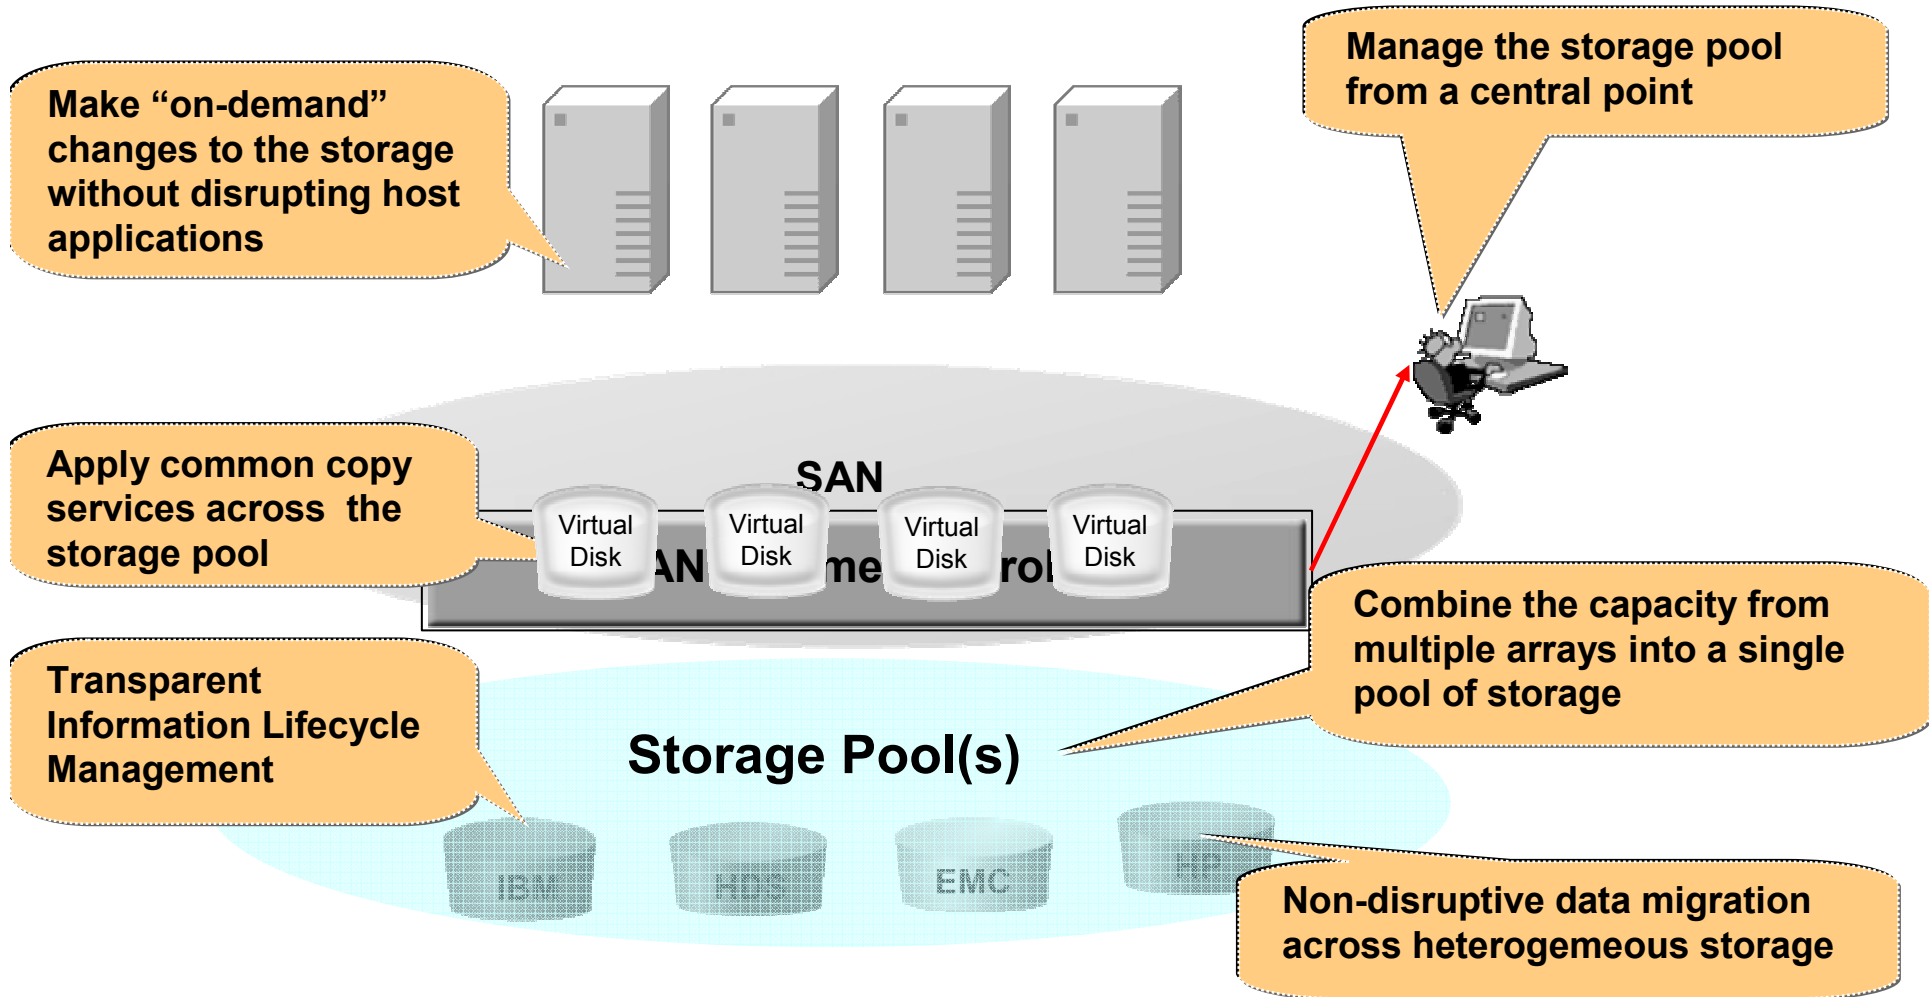 Make “on-demand”
changes to the storage
without disrupting host
applications
Manage the storage pool
from a central point
Apply common copy
services across the
storage pool
SAN
Virtual
Disk
Virtual
Disk
Virtual
Disk
Virtual
Disk
Combine the capacity from
multiple arrays into a single
pool of storage
Transparent
Information Lifecycle
Management
Storage Pool(s)
IBM
HDS
EMC
HP
Non-disruptive data migration
across heterogemeous storage